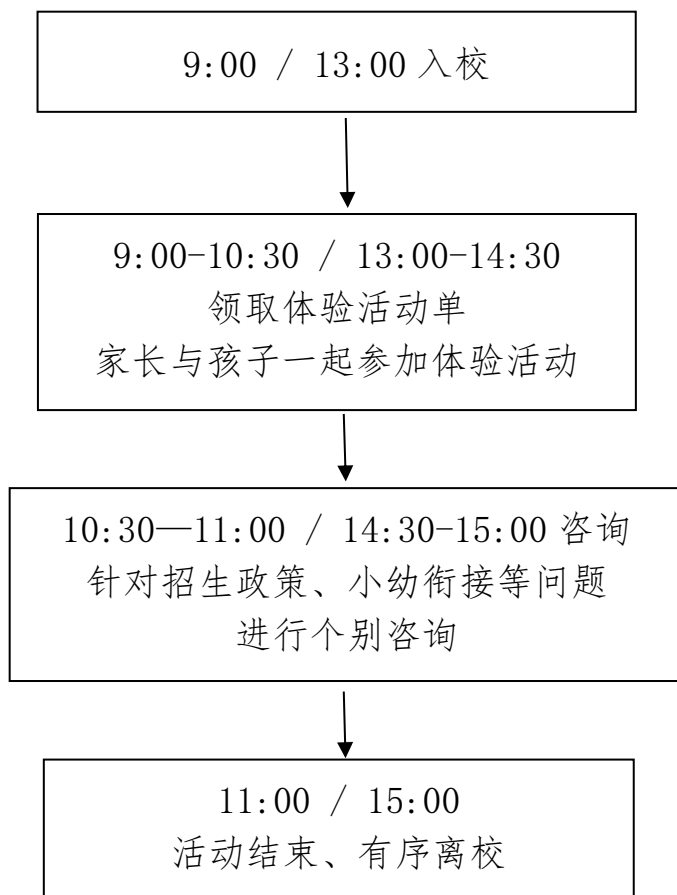 9:00 / 13:00 入校
9:00-10:30 / 13:00-14:30
领取体验活动单
家长与孩子一起参加体验活动
10:30—11:00 / 14:30-15:00 咨询
针对招生政策、小幼衔接等问题
进行个别咨询
11:00 / 15:00
活动结束、有序离校